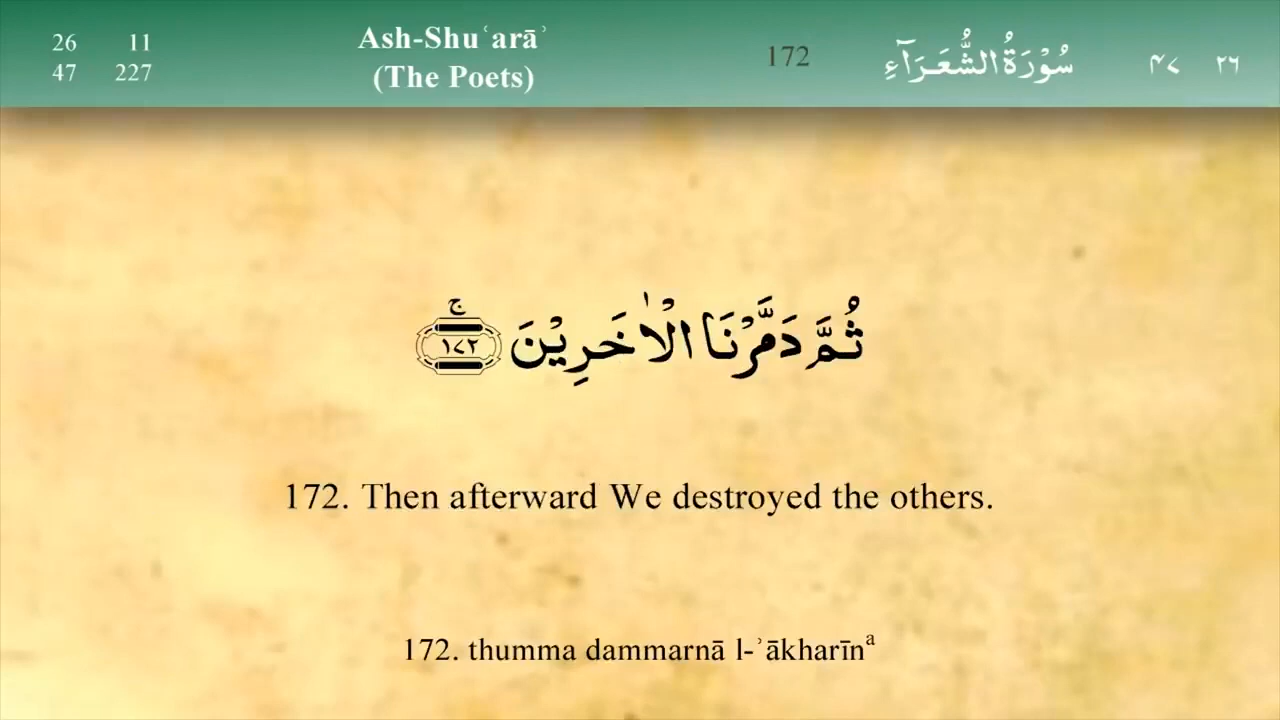 26 11
47 227
Ash-Shuʿarāʾ
(The Poets)
172
سُوْرَةُ الشُّعَرَآءِ
٤٧ ٢٦
ثُمَّ دَمَّرْنَا الْاٰخَرِيْنَ ۚ ١٧٢
172. Then afterward We destroyed the others.
172. thumma dammarnā l-ʾākharīnᵃ